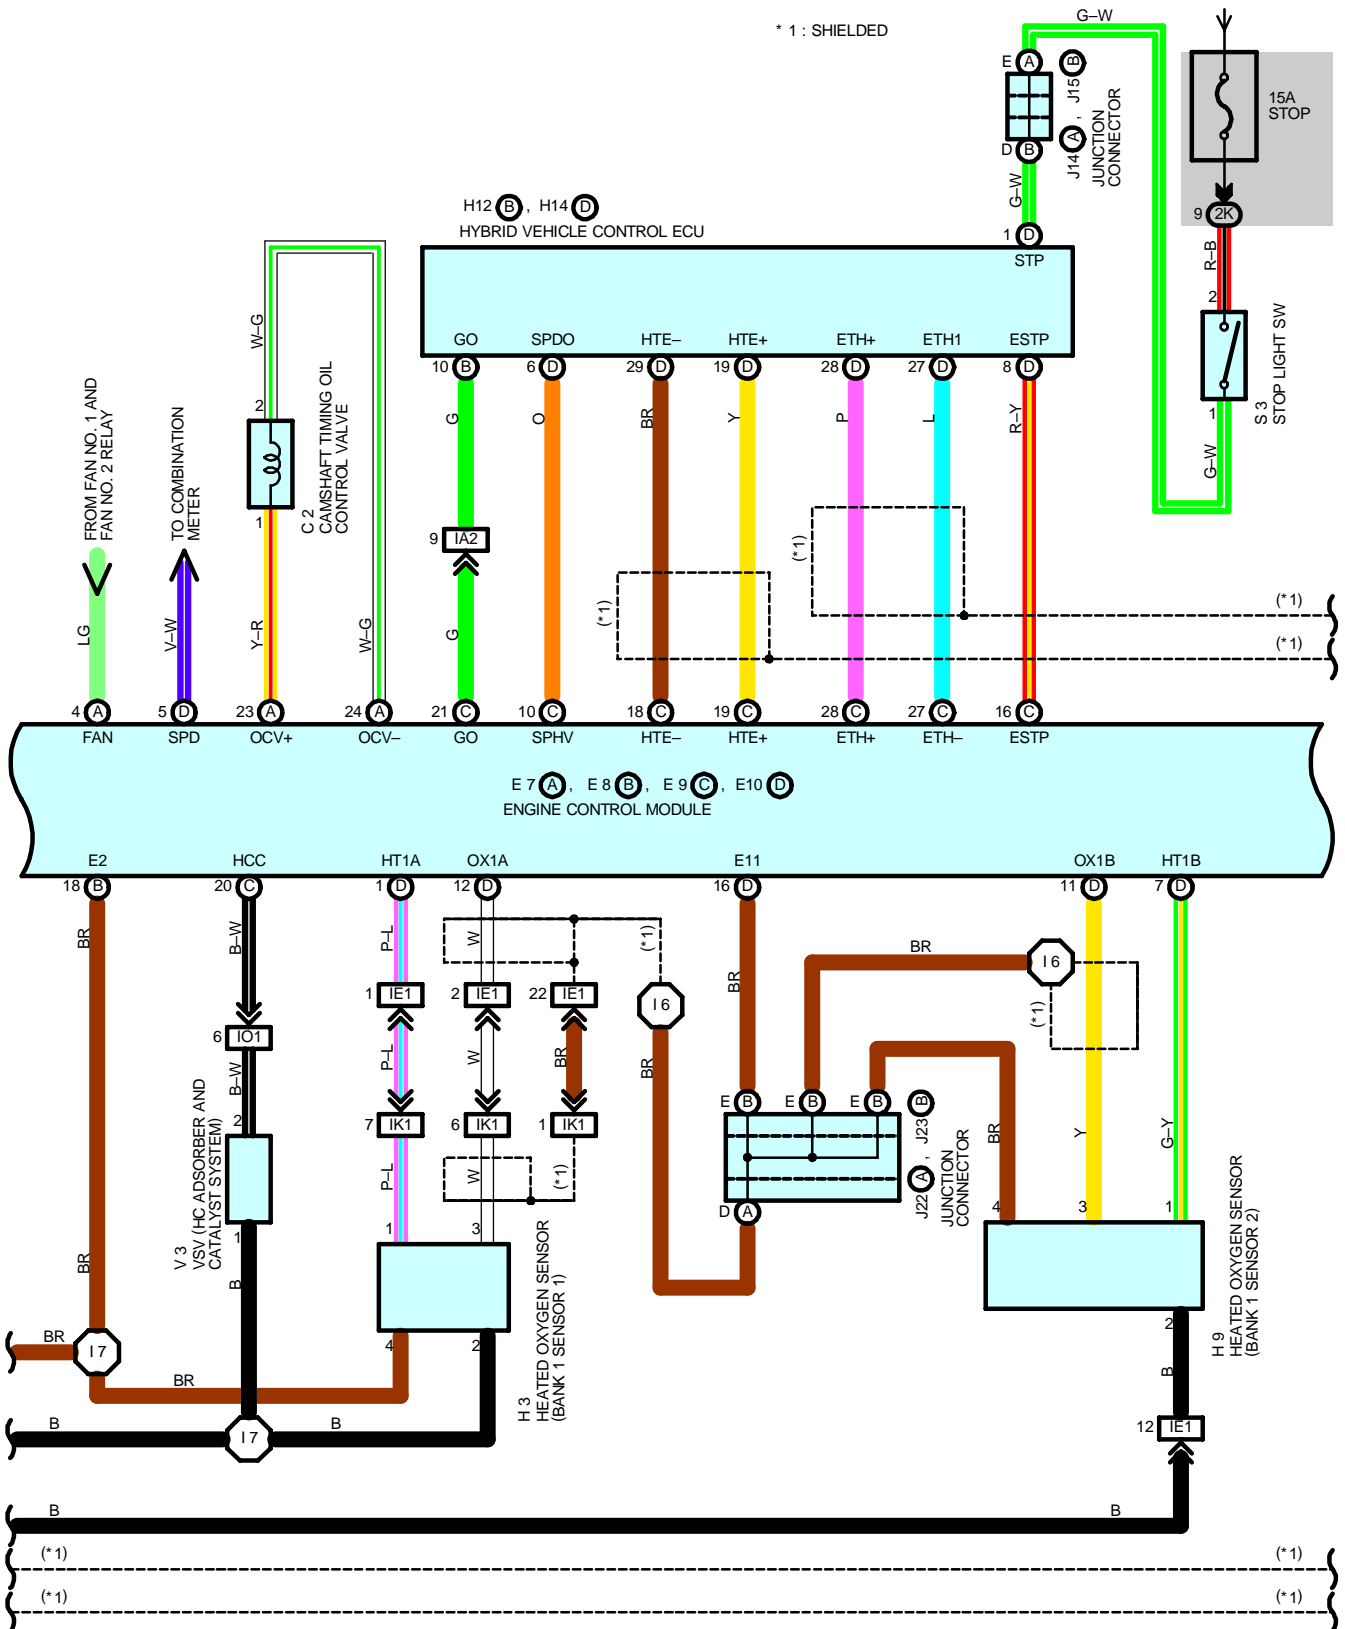 * 1 : SHIELDED
G–W
E A
J14 A , J15 B
JUNCTION
CONNECTOR
D B
G–W
15A
STOP
9 2K
R–B
2
S 3
STOP LIGHT SW
1
G–W
H12 B , H14 D
HYBRID VEHICLE CONTROL ECU
1 D
STP
GO SPDO HTE– HTE+ ETH+ ETH1 ESTP
10 B 6 D 29 D 19 D 28 D 27 D 8 D
G O BR Y P L R–Y
W–G
2
C 2
CAMSHAFT TIMING OIL
CONTROL VALVE
1
FROM FAN NO. 1 AND
FAN NO. 2 RELAY
TO COMBINATION
METER
9 IA2
(*1)
(*1)
(*1)
(*1)
LG V–W Y–R W–G G
4 A 5 D 23 A 24 A 21 C 10 C 18 C 19 C 28 C 27 C 16 C
FAN SPD OCV+ OCV– GO SPHV HTE– HTE+ ETH+ ETH– ESTP
E 7 A , E 8 B , E 9 C , E10 D
ENGINE CONTROL MODULE
E2 HCC HT1A OX1A E11 OX1B HT1B
18 B 20 C 1 D 12 D 16 D 11 D 7 D
BR B–W P–L W (*1) BR BR I 6 (*1)
1 IE1 2 IE1 22 IE1 I 6
6 IO1
B–W P–L W BR BR
2
V 3
VSV (HC ADSORBER AND
CATALYST SYSTEM)
1
7 IK1 6 IK1 1 IK1
P–L W (*1)
E B E B E B
J22 A , J23 B
JUNCTION
CONNECTOR
D A
BR Y G–Y
4 3 1
1 3
B
BR
H 3
HEATED OXYGEN SENSOR
(BANK 1 SENSOR 1)
4 2
H 9
HEATED OXYGEN SENSOR
(BANK 1 SENSOR 2)
2
B
BR I 7
BR
B I 7 B
12 IE1
B B
(*1) (*1)
(*1) (*1)